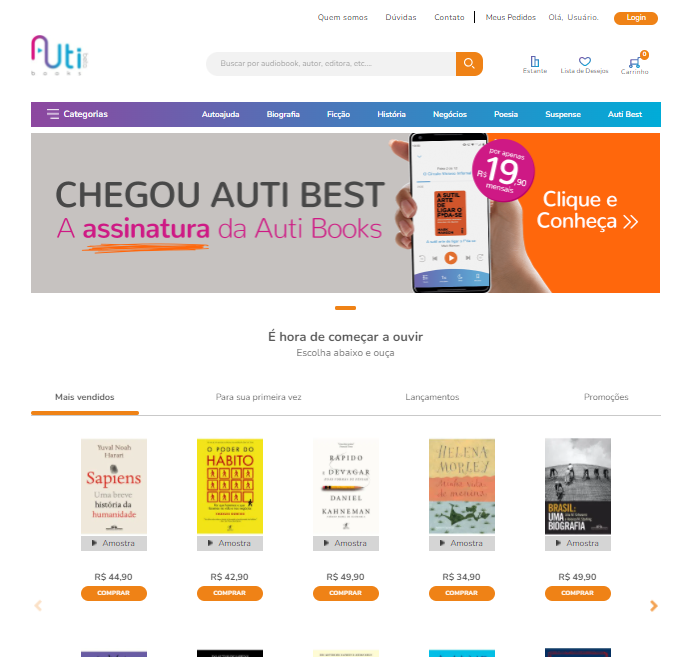 Quem somos Dúvidas Contato Meus Pedidos Olá, Usuário. Login
Auti
books
Buscar por audiobook, autor, editora, etc....
Estante Lista de Desejos Carrinho
0
Categorias Autoajuda Biografia Ficção História Negócios Poesia Suspense Auti Best
CHEGOU AUTI BEST
A assinatura da Auti Books
A SUTIL
ARTE
DE
LIGAR O
F*DA-SE
por apenas
R$ 19,90
mensais
Clique e
Conheça
É hora de começar a ouvir
Escolha abaixo e ouça
Mais vendidos Para sua primeira vez Lançamentos Promoções
Yuval Noah
Harari
Sapiens
Uma breve
história da
humanidade
O PODER DO
HÁBITO
RÁPIDO
E DEVAGAR
DANIEL
KAHNEMAN
HELENA
MORLEY
Minha vida
de menina
BRASIL:
UMA
BIOGRAFIA
Amostra Amostra Amostra Amostra Amostra
R$ 44,90 R$ 42,90 R$ 49,90 R$ 34,90 R$ 49,90
COMPRAR COMPRAR COMPRAR COMPRAR COMPRAR